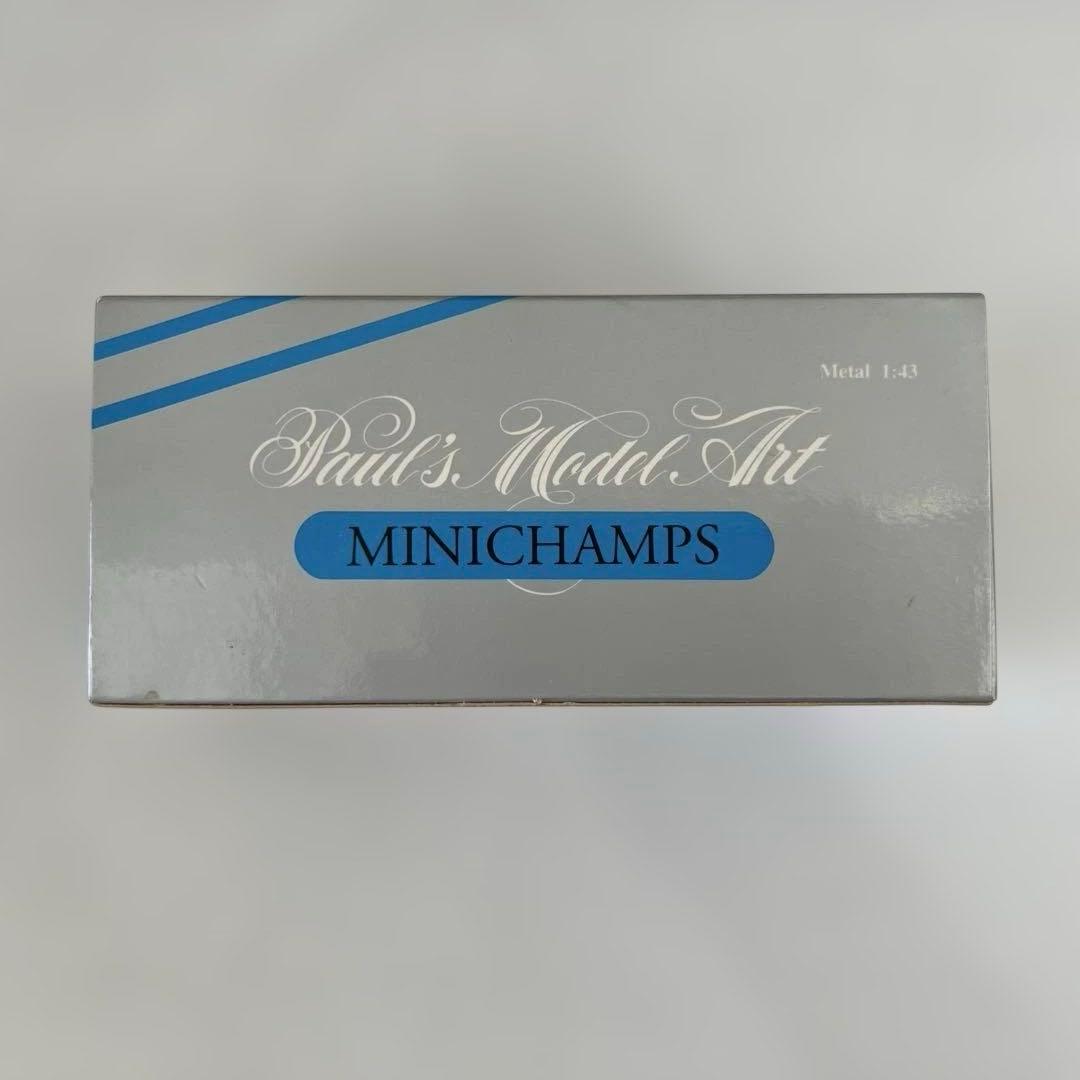 Metal 1:43
Paul's Model Art
MINICHAMPS